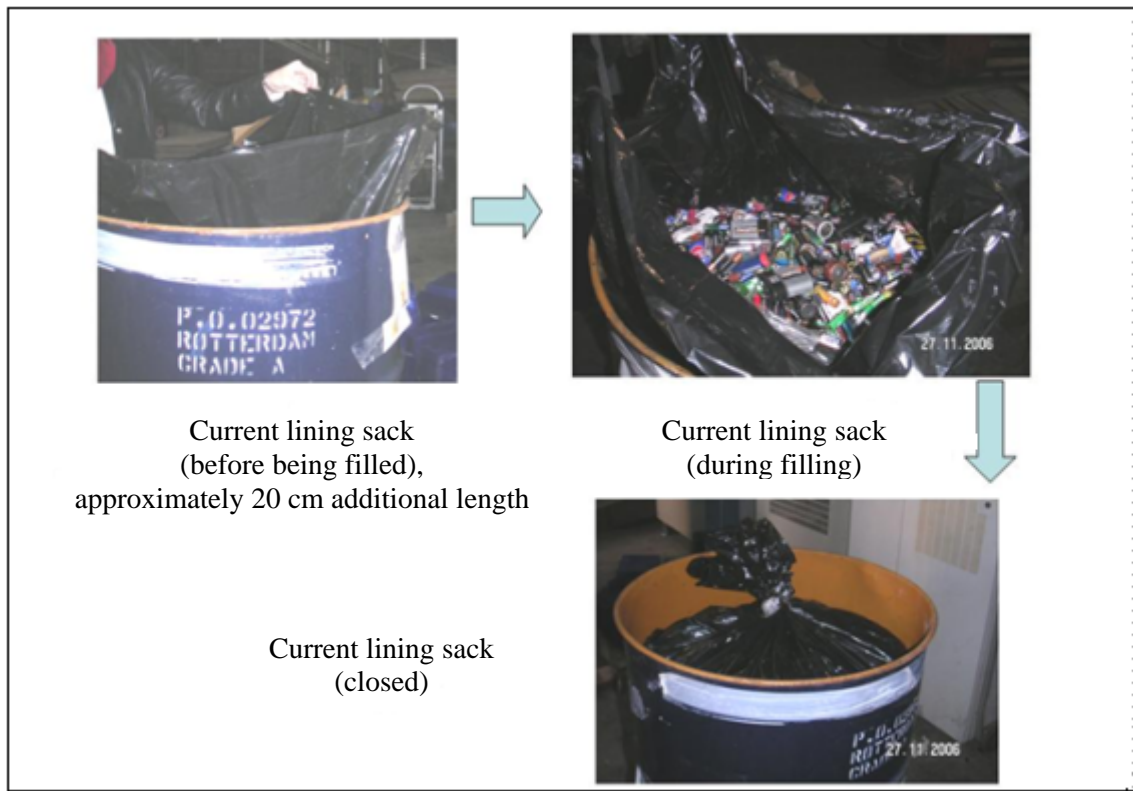 P.O.02972
ROTTERDAM
GRADE A
27.11.2006
Current lining sack
(before being filled),
approximately 20 cm additional length
Current lining sack
(during filling)
Current lining sack
(closed)
P.O.
27.11.2006